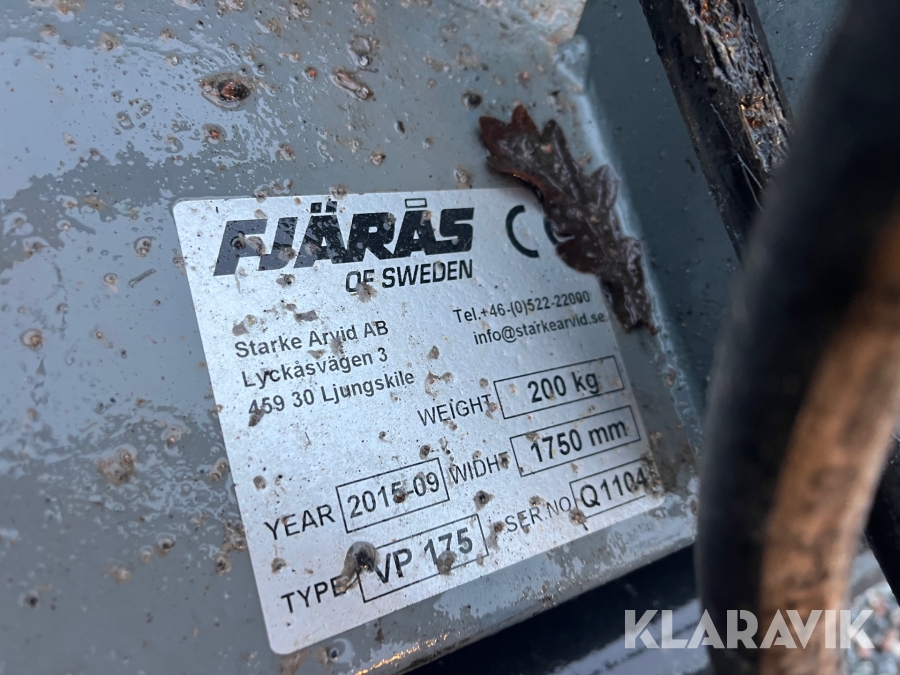 FJÄRÅS
OF SWEDEN
Starke Arvid AB
Lyckåsvägen 3
459 30 Ljungskile
Tel.+46-(0)522-22000
info@starkearvid.se
WEIGHT 200 kg
YEAR 2015-09 WIDHT 1750 mm
TYPE VP 175 SER NO Q1104
KLARAVIK